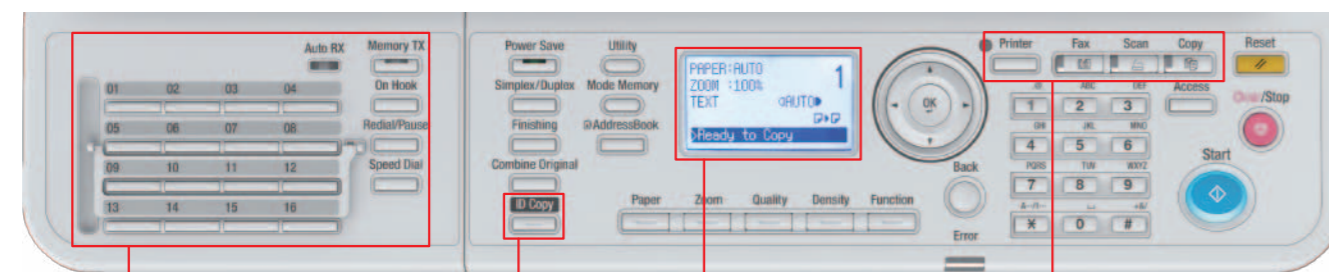 Auto RX
01 02 03 04
05 06 07 08
09 10 11 12
13 14 15 16
Memory TX
On Hook
Redial/Pause
Speed Dial
Power Save
Simplex/Duplex
Finishing
Combine Original
ID Copy
Utility
Mode Memory
@AddressBook
PAPER:AUTO
ZOOM :100%
TEXT
AUTO
1
>Ready to Copy
Paper Zoom Quality Density Function
OK
Back
Error
Printer Fax Scan Copy
Reset
Access
/Stop
Start
ABC DEF
1 2 3
GHI JKL MNO
4 5 6
PQRS TUV WXYZ
7 8 9
* 0 #